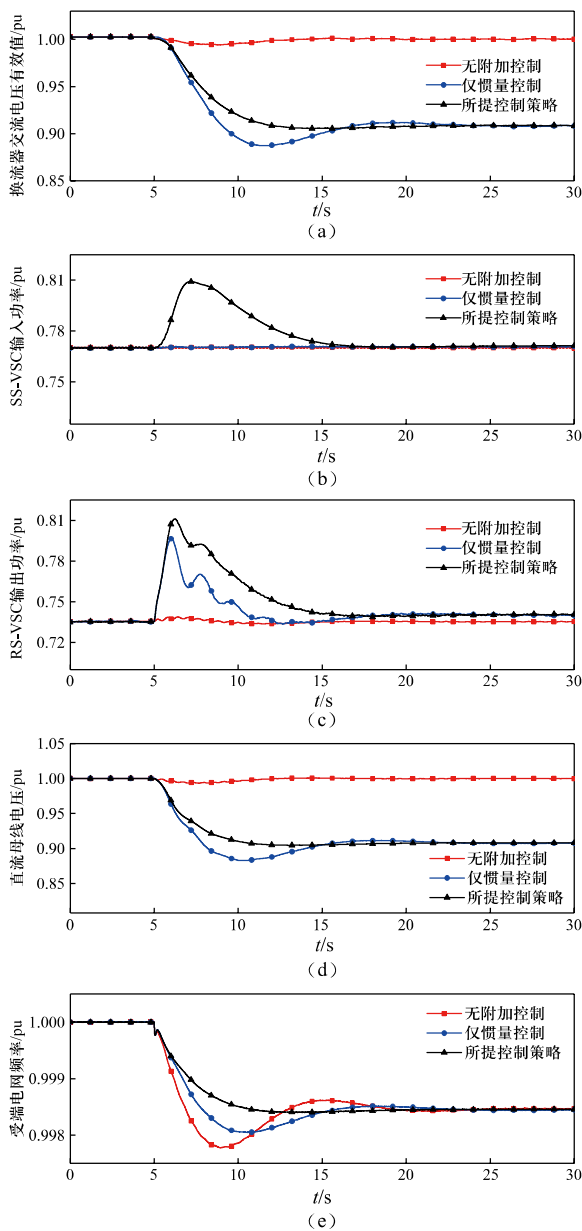 换流器交流电压有效值/pu
1.00
0.95
0.90
0.85
无附加控制
仅惯量控制
所提控制策略
0 5 10 15 20 25 30
t/s
(a)
SS-VSC输入功率/pu
0.81
0.77
0.75
无附加控制
仅惯量控制
所提控制策略
0 5 10 15 20 25 30
t/s
(b)
RS-VSC输出功率/pu
0.81
0.78
0.75
0.72
无附加控制
仅惯量控制
所提控制策略
0 5 10 15 20 25 30
t/s
(c)
直流母线电压/pu
1.05
1.00
0.95
0.90
0.85
无附加控制
仅惯量控制
所提控制策略
0 5 10 15 20 25 30
t/s
(d)
受端电网频率/pu
1.000
0.999
0.998
无附加控制
仅惯量控制
所提控制策略
0 5 10 15 20 25 30
t/s
(e)